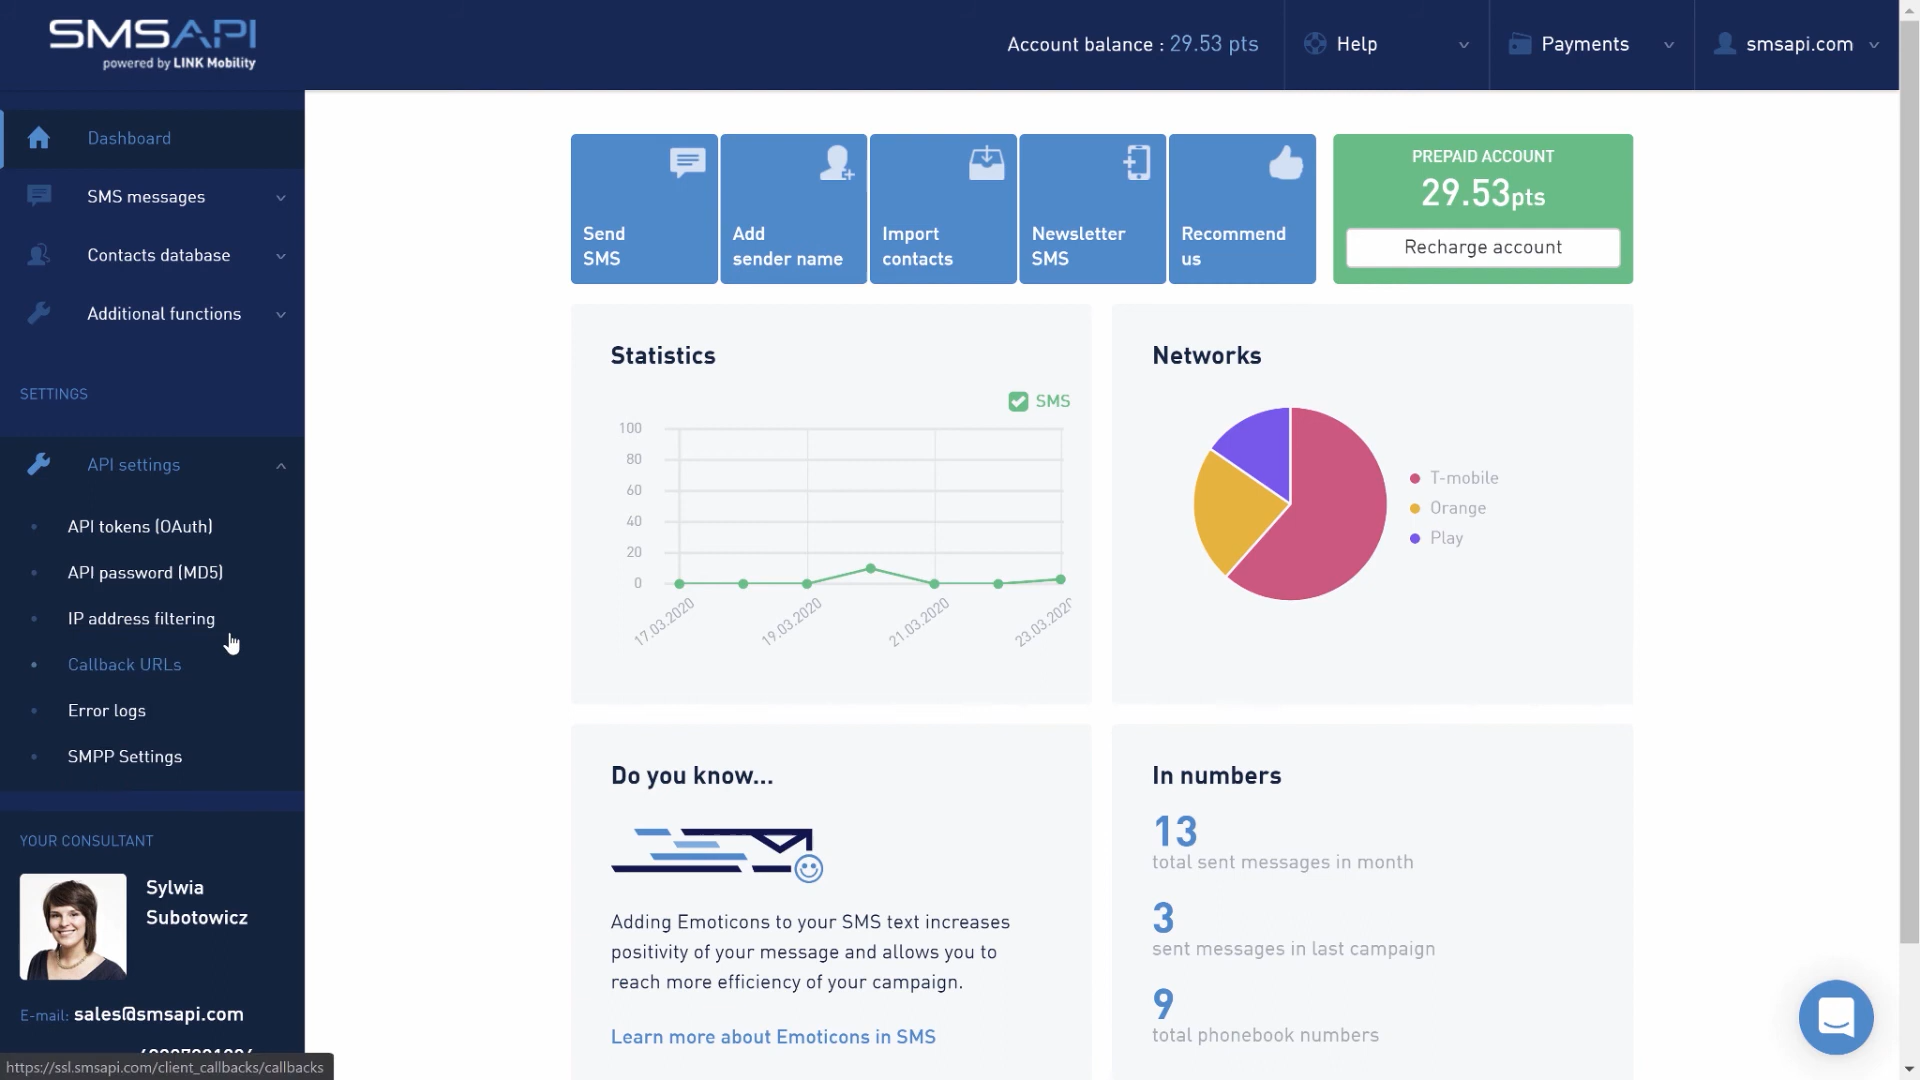 SMSAPI
powered by LINK Mobility
Account balance : 29.53 pts
Help
Payments
smsapi.com
Dashboard
SMS messages
Contacts database
Additional functions
SETTINGS
API settings
API tokens (OAuth)
API password (MD5)
IP address filtering
Callback URLs
Error logs
SMPP Settings
YOUR CONSULTANT
Sylwia
Subotowicz
E-mail: sales@smsapi.com
https://ssl.smsapi.com/client_callbacks/callbacks
Send
SMS
Add
sender name
Import
contacts
Newsletter
SMS
Recommend
us
PREPAID ACCOUNT
29.53pts
Recharge account
Statistics
SMS
100
80
60
40
20
0
17.03.2020
19.03.2020
21.03.2020
23.03.2020
Networks
T-mobile
Orange
Play
Do you know...
Adding Emoticons to your SMS text increases
positivity of your message and allows you to
reach more efficiency of your campaign.
Learn more about Emoticons in SMS
In numbers
13
total sent messages in month
3
sent messages in last campaign
9
total phonebook numbers